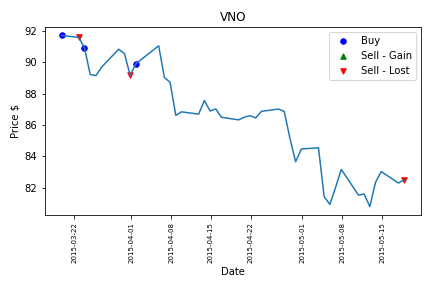 VNO
Buy
Sell - Gain
Sell - Lost
Price $
92
90
88
86
84
82
2015-03-22
2015-04-01
2015-04-08
2015-04-15
2015-04-22
2015-05-01
2015-05-08
2015-05-15
Date